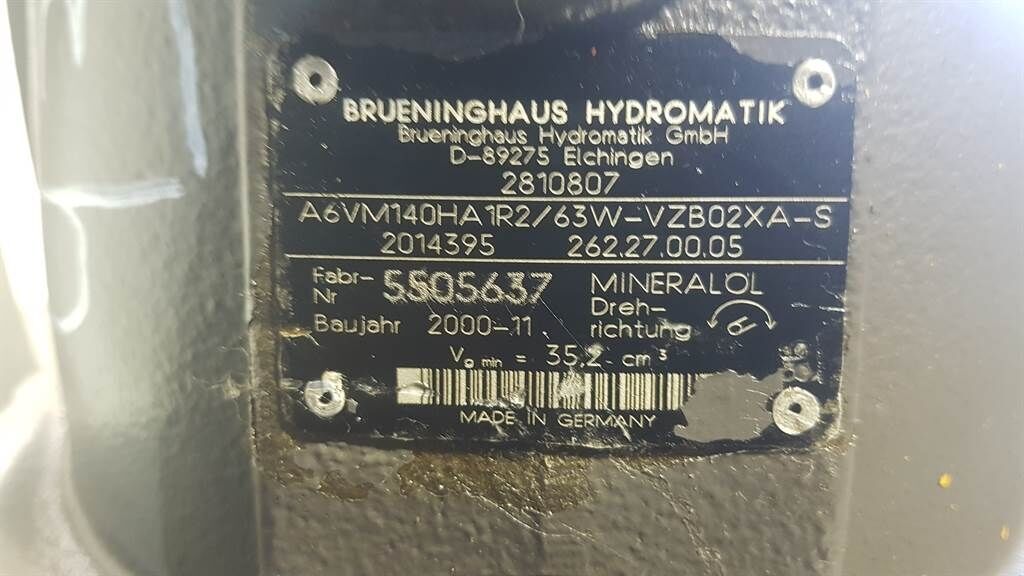 BRUENINGHAUS HYDROMATIK
Brueninghaus Hydromatik GmbH
D-89275 Elchingen
2810807
A6VM140HA1R2/63W-VZB02XA-S
2014395 262.27.00.05
Fabr-Nr 5505637 MINERALÖL
Baujahr 2000-11 Dreh-richtung
Vg min = 35,2 cm³
MADE IN GERMANY